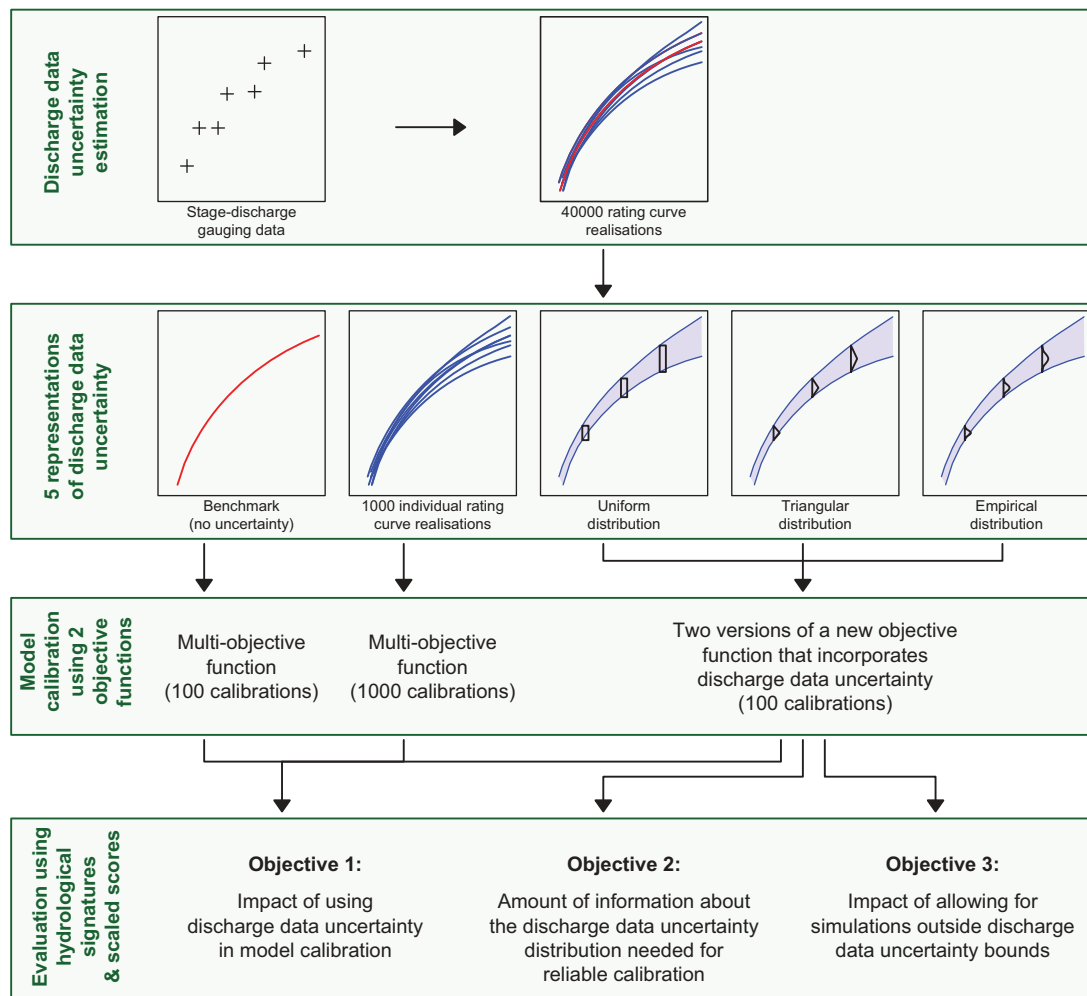 Discharge data
uncertainty
estimation
Stage-discharge
gauging data
40000 rating curve
realisations
5 representations
of discharge data
uncertainty
Benchmark
(no uncertainty)
1000 individual rating
curve realisations
Uniform
distribution
Triangular
distribution
Empirical
distribution
Model
calibration
using 2
objective
functions
Multi-objective
function
(100 calibrations)
Multi-objective
function
(1000 calibrations)
Two versions of a new objective
function that incorporates
discharge data uncertainty
(100 calibrations)
Evaluation using
hydrological
signatures
& scaled scores
Objective 1:
Impact of using
discharge data uncertainty
in model calibration
Objective 2:
Amount of information about
the discharge data uncertainty
distribution needed for
reliable calibration
Objective 3:
Impact of allowing for
simulations outside discharge
data uncertainty bounds